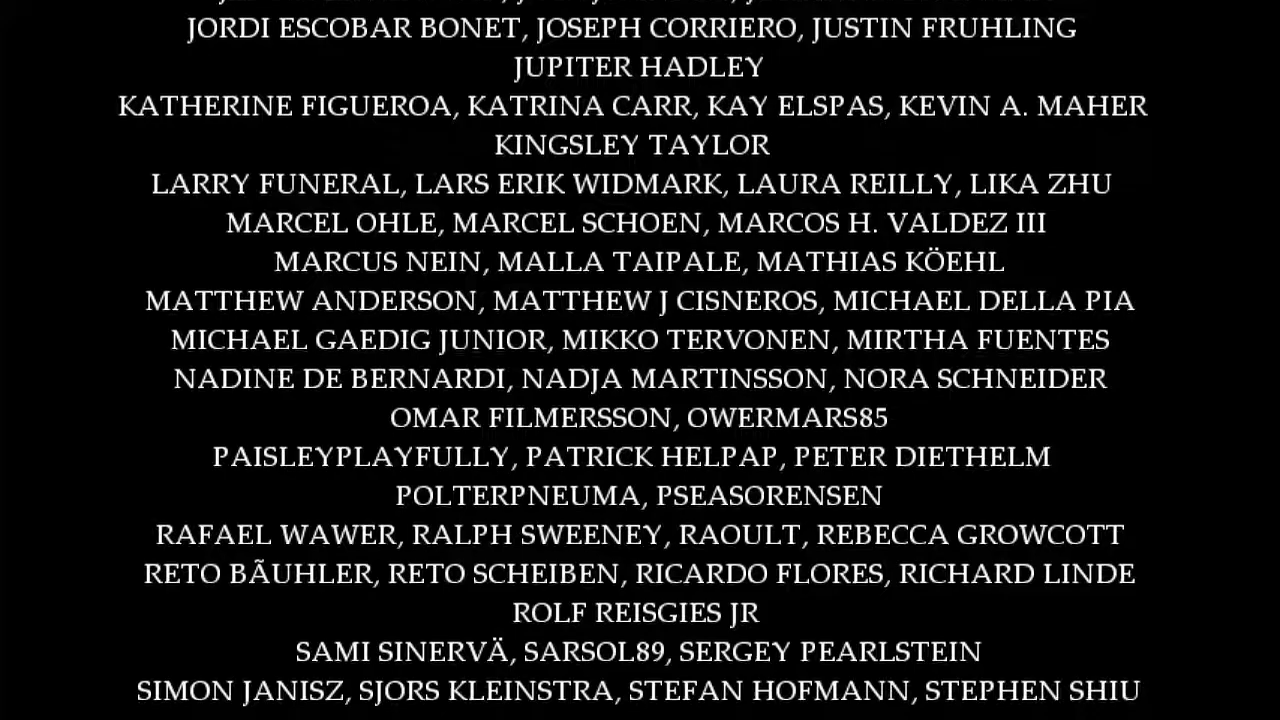 JORDI ESCOBAR BONET, JOSEPH CORRIERO, JUSTIN FRUHLING
JUPITER HADLEY
KATHERINE FIGUEROA, KATRINA CARR, KAY ELSPAS, KEVIN A. MAHER
KINGSLEY TAYLOR
LARRY FUNERAL, LARS ERIK WIDMARK, LAURA REILLY, LIKA ZHU
MARCEL OHLE, MARCEL SCHOEN, MARCOS H. VALDEZ III
MARCUS NEIN, MALLA TAIPALE, MATHIAS KÖEHL
MATTHEW ANDERSON, MATTHEW J CISNEROS, MICHAEL DELLA PIA
MICHAEL GAEDIG JUNIOR, MIKKO TERVONEN, MIRTHA FUENTES
NADINE DE BERNARDI, NADJA MARTINSSON, NORA SCHNEIDER
OMAR FILMERSSON, OWERMARS85
PAISLEYPLAYFULLY, PATRICK HELPAP, PETER DIETHELM
POLTERPNEUMA, PSEASORENSEN
RAFAEL WAWER, RALPH SWEENEY, RAOULT, REBECCA GROWCOTT
RETO BÃUHLER, RETO SCHEIBEN, RICARDO FLORES, RICHARD LINDE
ROLF REISGIES JR
SAMI SINERVÄ, SARSOL89, SERGEY PEARLSTEIN
SIMON JANISZ, SJORS KLEINSTRA, STEFAN HOFMANN, STEPHEN SHIU